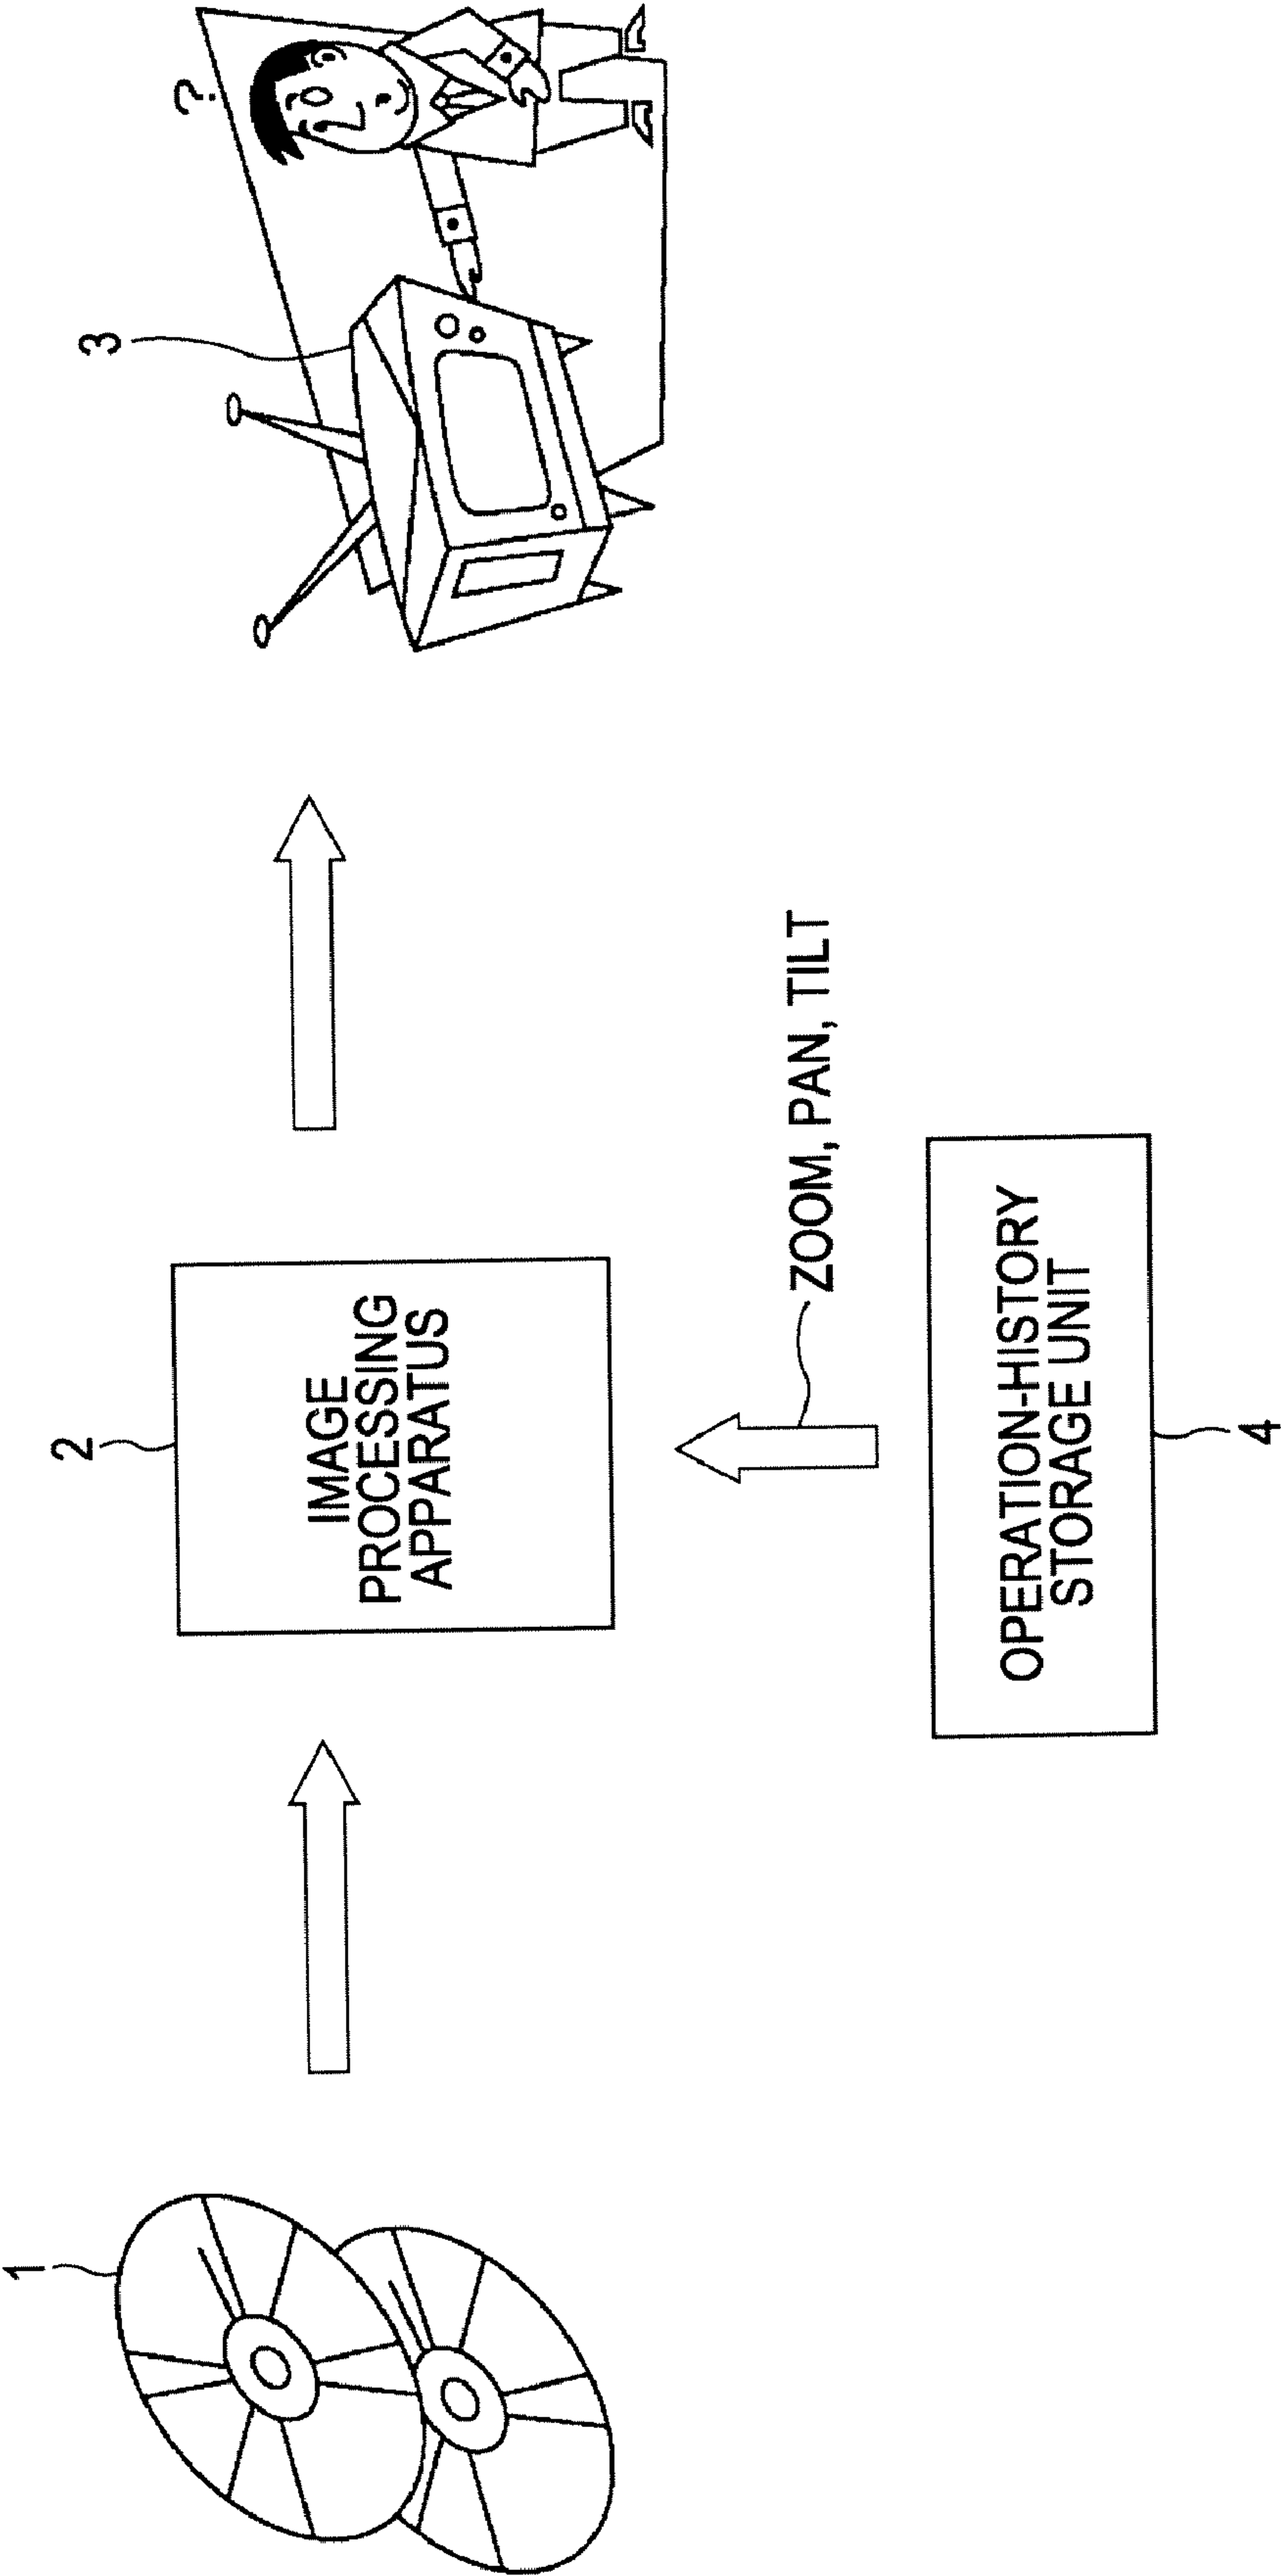 1
2
IMAGE
PROCESSING
APPARATUS
3
?
ZOOM, PAN, TILT
OPERATION-HISTORY
STORAGE UNIT
4